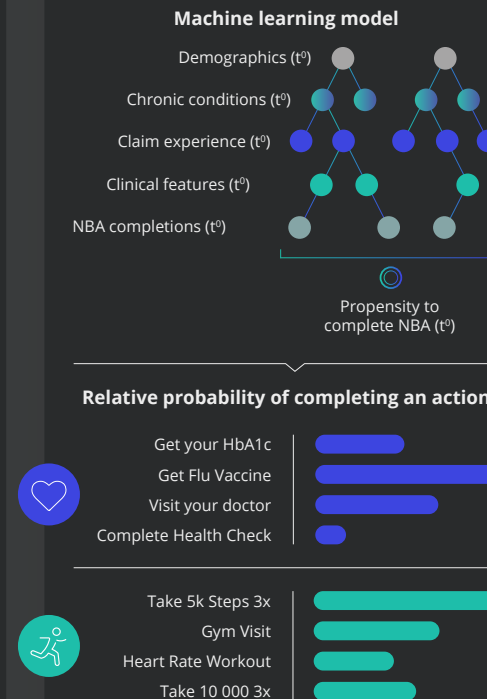 Machine learning model
Demographics (t⁰)
Chronic conditions (t⁰)
Claim experience (t⁰)
Clinical features (t⁰)
NBA completions (t⁰)
Propensity to
complete NBA (t⁰)
Relative probability of completing an action
Get your HbA1c
Get Flu Vaccine
Visit your doctor
Complete Health Check
Take 5k Steps 3x
Gym Visit
Heart Rate Workout
Take 10 000 3x